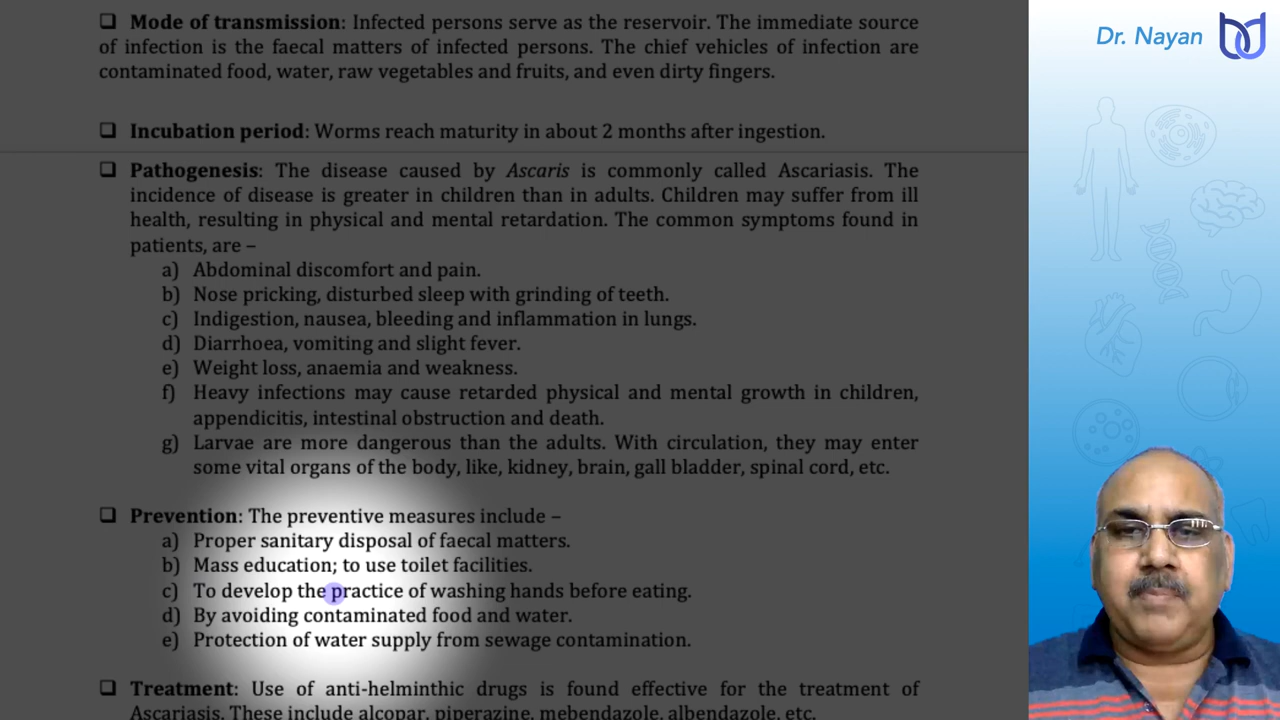 ❑ Mode of transmission: Infected persons serve as the reservoir. The immediate source
of infection is the faecal matters of infected persons. The chief vehicles of infection are
contaminated food, water, raw vegetables and fruits, and even dirty fingers.
❑ Incubation period: Worms reach maturity in about 2 months after ingestion.
❑ Pathogenesis: The disease caused by Ascaris is commonly called Ascariasis. The
incidence of disease is greater in children than in adults. Children may suffer from ill
health, resulting in physical and mental retardation. The common symptoms found in
patients, are –
a) Abdominal discomfort and pain.
b) Nose pricking, disturbed sleep with grinding of teeth.
c) Indigestion, nausea, bleeding and inflammation in lungs.
d) Diarrhoea, vomiting and slight fever.
e) Weight loss, anaemia and weakness.
f) Heavy infections may cause retarded physical and mental growth in children,
appendicitis, intestinal obstruction and death.
g) Larvae are more dangerous than the adults. With circulation, they may enter
some vital organs of the body, like, kidney, brain, gall bladder, spinal cord, etc.
❑ Prevention: The preventive measures include –
a) Proper sanitary disposal of faecal matters.
b) Mass education; to use toilet facilities.
c) To develop the practice of washing hands before eating.
d) By avoiding contaminated food and water.
e) Protection of water supply from sewage contamination.
❑ Treatment: Use of anti-helminthic drugs is found effective for the treatment of
Ascariasis. These include alcopar, piperazine, mebendazole, albendazole, etc.
Dr. Nayan